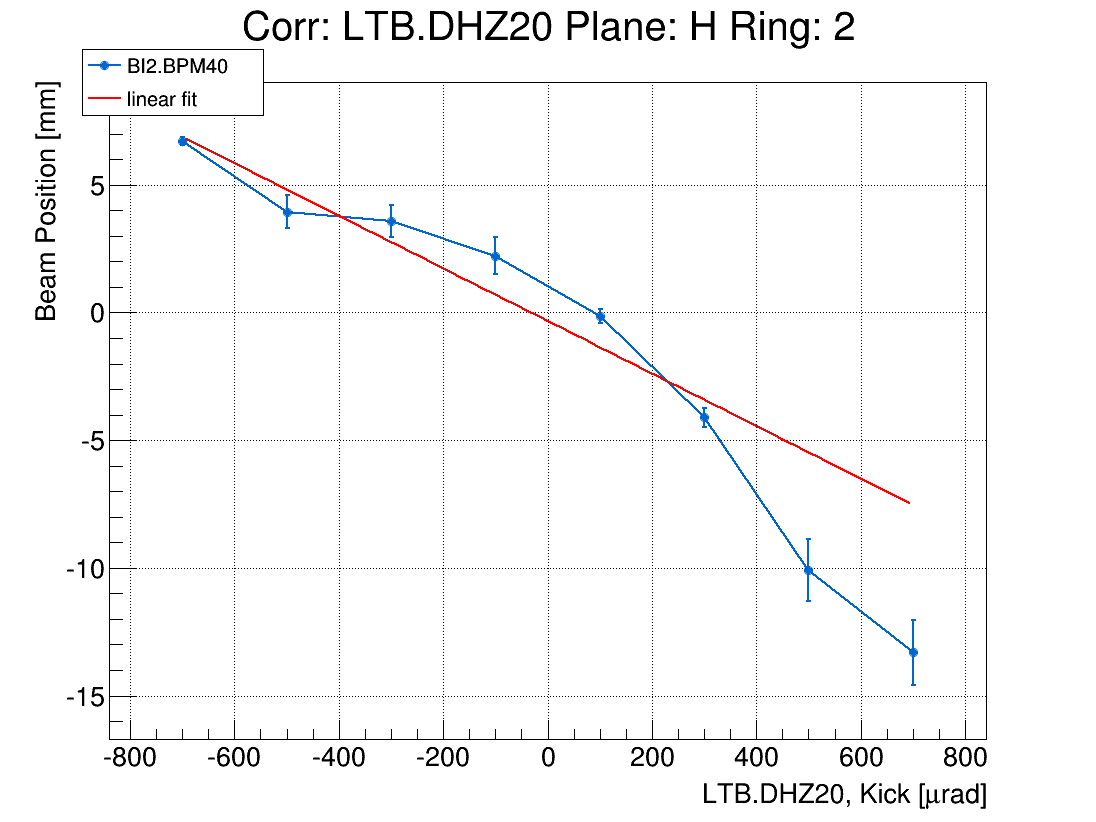 Corr: LTB.DHZ20 Plane: H Ring: 2
BI2.BPM40
linear fit
Beam Position [mm]
5
0
-5
-10
-15
-800 -600 -400 -200 0 200 400 600 800
LTB.DHZ20, Kick [μrad]